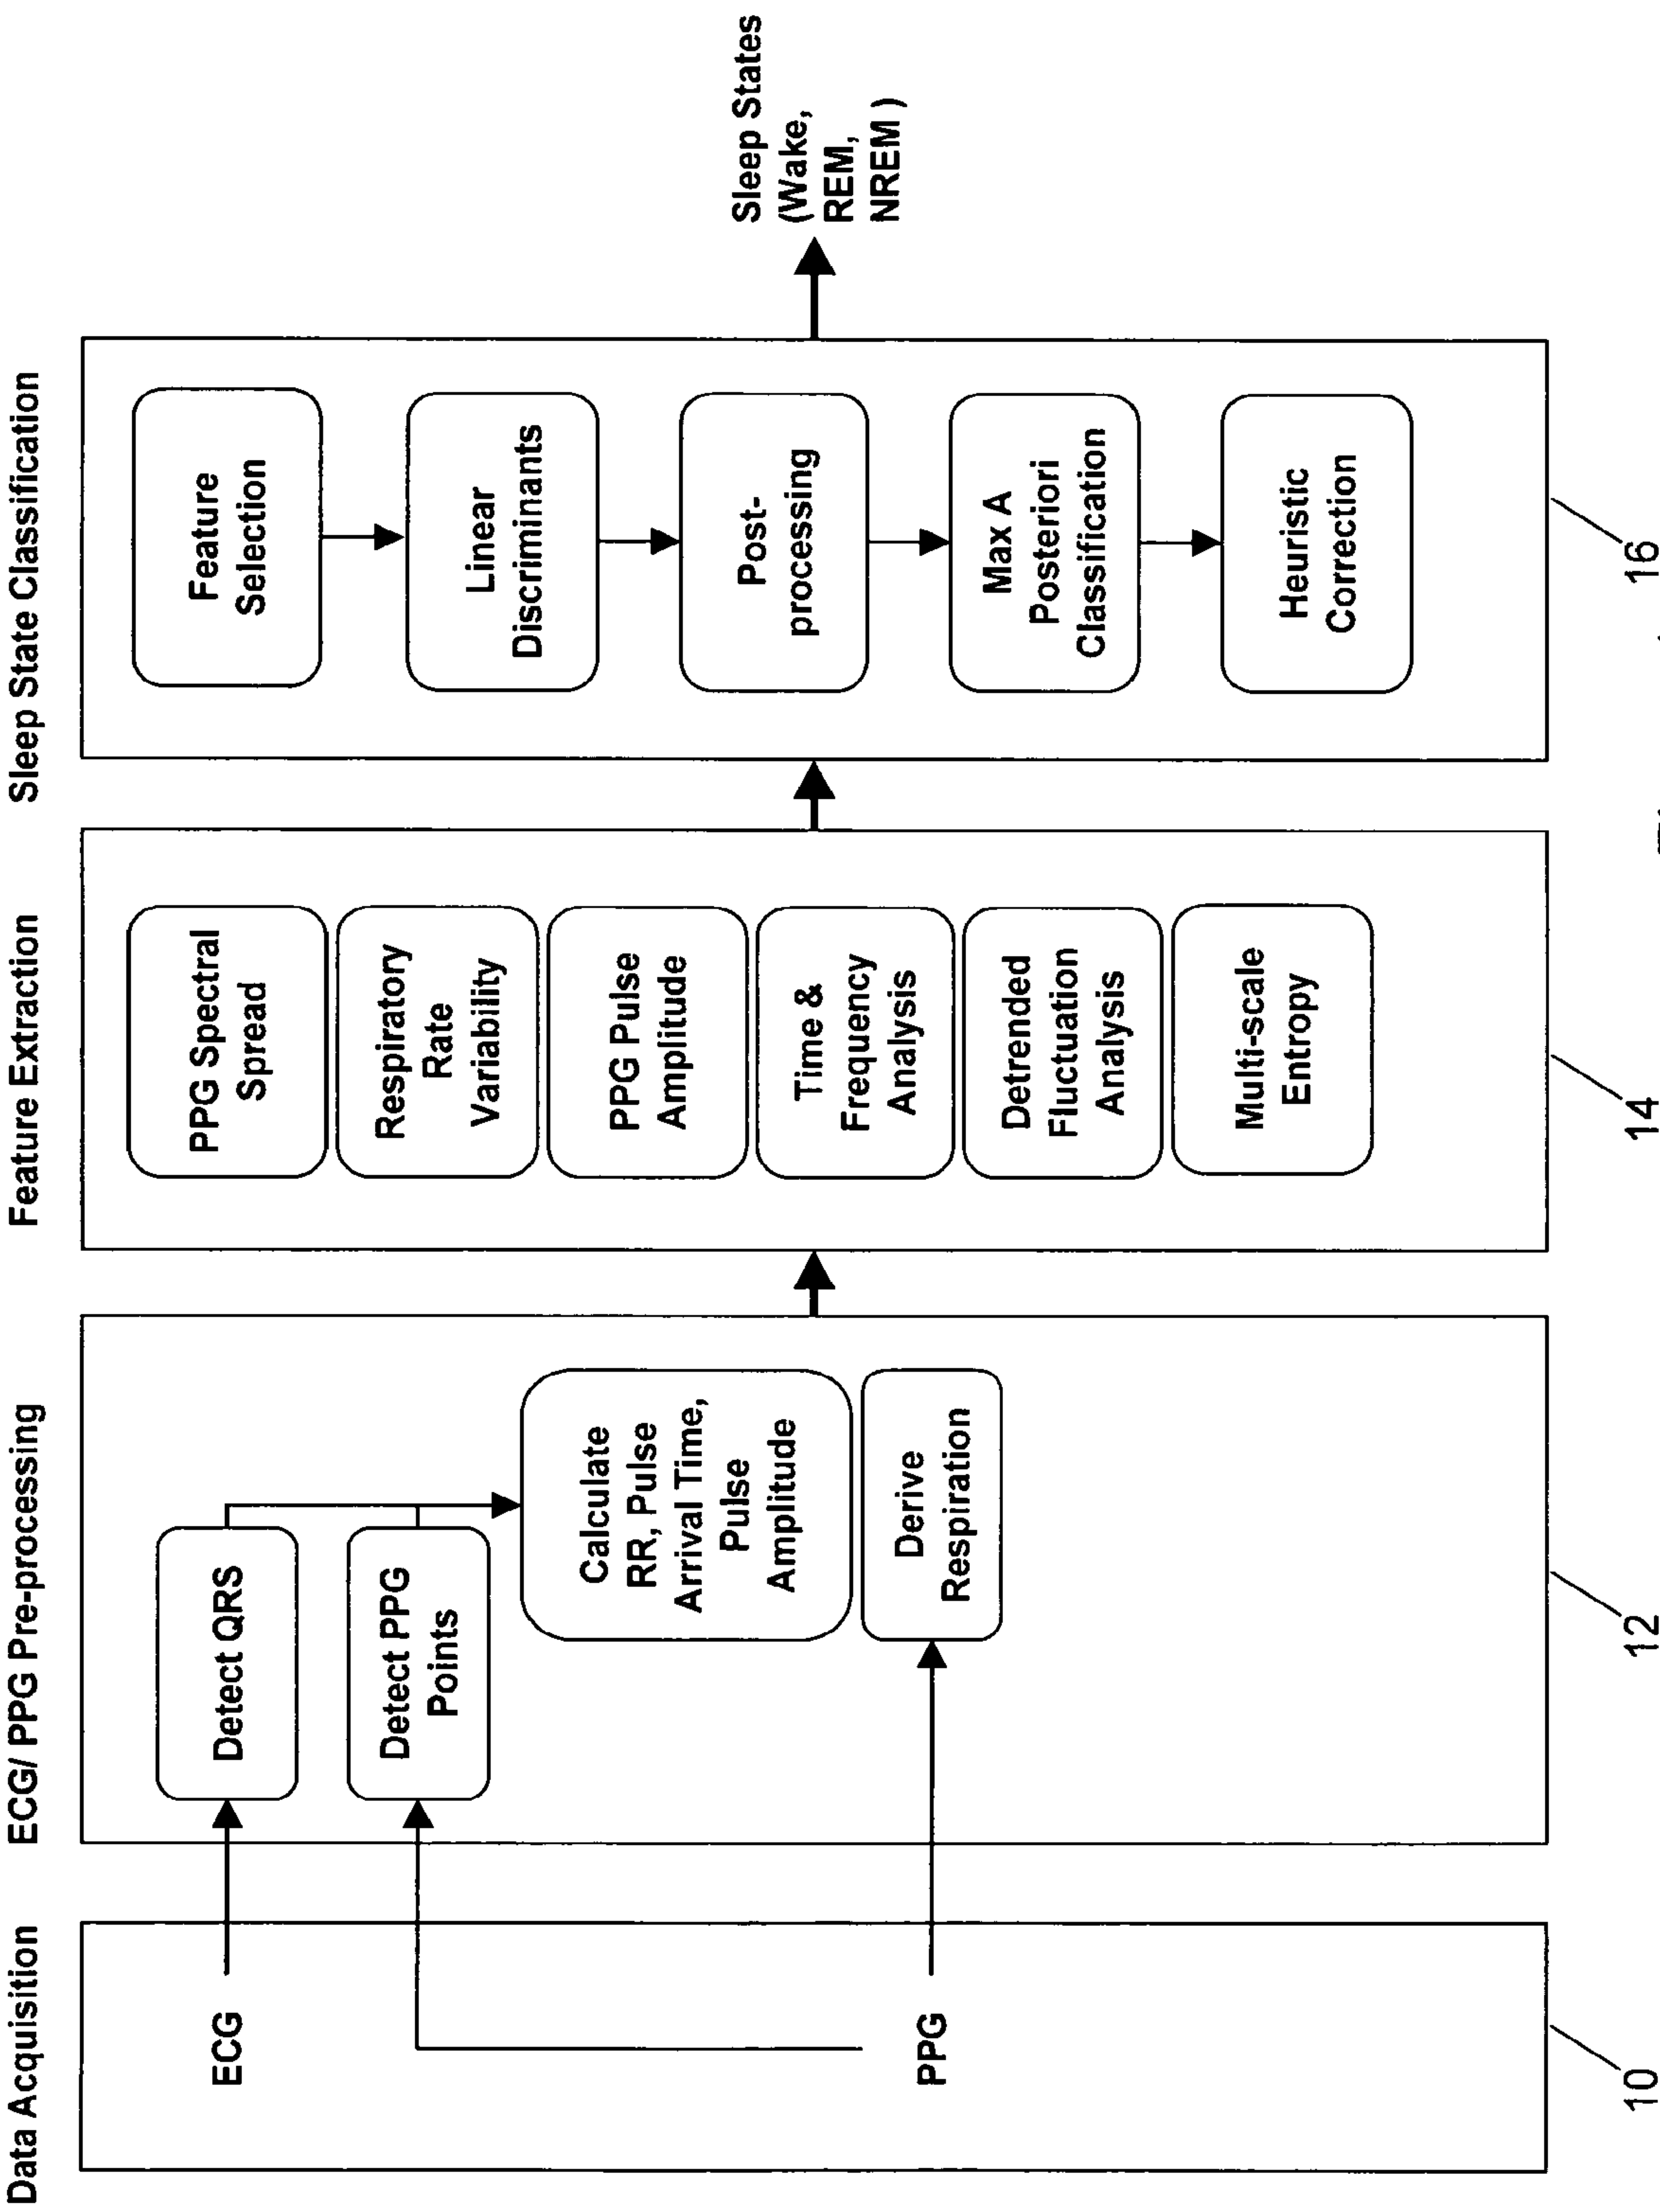 Data Acquisition
ECG
PPG
10
ECG/ PPG Pre-processing
Detect QRS
Detect PPG
Points
Calculate
RR, Pulse
Arrival Time,
Pulse
Amplitude
Derive
Respiration
12
Feature Extraction
PPG Spectral
Spread
Respiratory
Rate
Variability
PPG Pulse
Amplitude
Time &
Frequency
Analysis
Detrended
Fluctuation
Analysis
Multi-scale
Entropy
14
Sleep State Classification
Feature
Selection
Linear
Discriminants
Post-
processing
Max A
Posteriori
Classification
Heuristic
Correction
16
Sleep States
(Wake,
REM,
NREM )